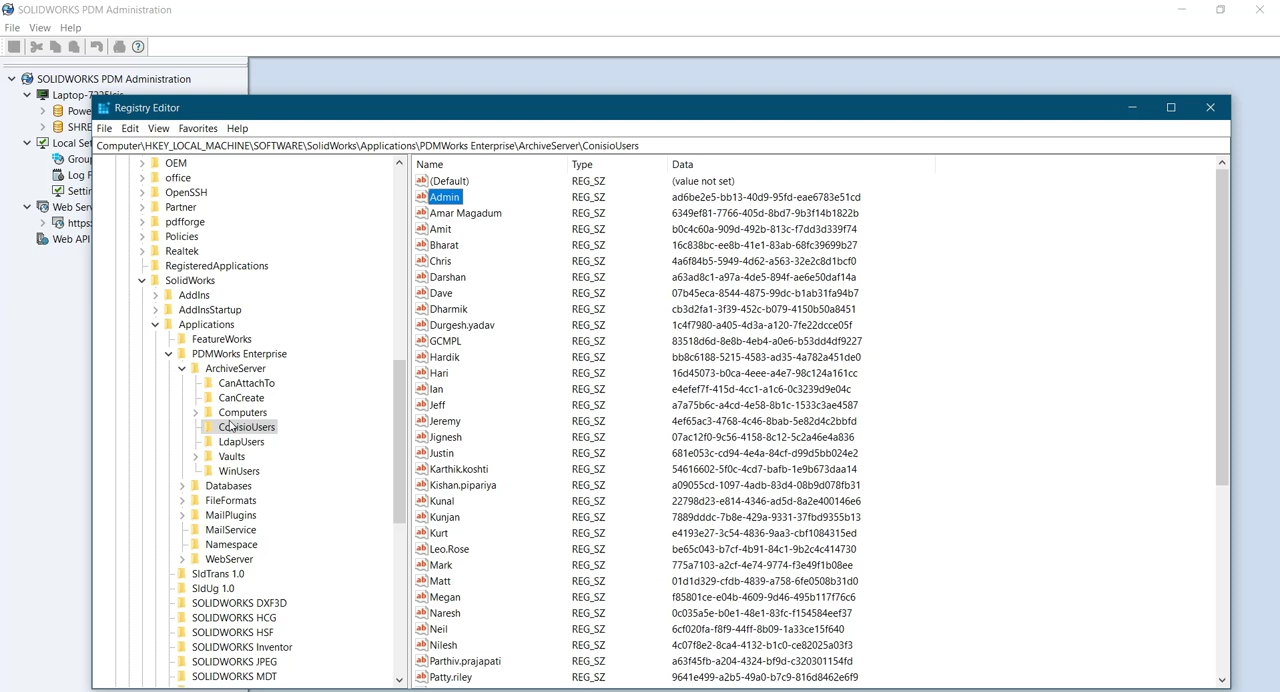 SOLIDWORKS PDM Administration
File View Help
SOLIDWORKS PDM Administration
Local Set
Log F
Settin
Web Serv
https:
Web API
Registry Editor
File Edit View Favorites Help
Computer\HKEY_LOCAL_MACHINE\SOFTWARE\SolidWorks\Applications\PDMWorks Enterprise\ArchiveServer\ConisioUsers
OEM
office
OpenSSH
Partner
pdfforge
Policies
Realtek
RegisteredApplications
SolidWorks
AddIns
AddInsStartup
Applications
FeatureWorks
PDMWorks Enterprise
ArchiveServer
CanAttachTo
CanCreate
Computers
ConisioUsers
LdapUsers
Vaults
WinUsers
Databases
FileFormats
MailPlugins
MailService
Namespace
WebServer
SldTrans 1.0
SldUg 1.0
SOLIDWORKS DXF3D
SOLIDWORKS HCG
SOLIDWORKS HSF
SOLIDWORKS Inventor
SOLIDWORKS JPEG
SOLIDWORKS MDT
Name Type Data
(Default) REG_SZ (value not set)
Admin REG_SZ ad6be2e5-bb13-40d9-95fd-eae6783e51cd
Amar Magadum REG_SZ 6349ef81-7766-405d-8bd7-9b3f14b1822b
Amit REG_SZ b0c4c60a-909d-492b-813c-f7dd3d339f74
Bharat REG_SZ 16c838bc-ee8b-41e1-83ab-68fc39699b27
Chris REG_SZ 4a6f84b5-5949-4d62-a563-32e2c8d1bcf0
Darshan REG_SZ a63ad8c1-a97a-4de5-894f-ae6e50daf14a
Dave REG_SZ 07b45eca-8544-4875-99dc-b1ab31fa94b7
Dharmik REG_SZ cb3d2fa1-3f39-452c-b079-4150b50a8451
Durgesh.yadav REG_SZ 1c4f7980-a405-4d3a-a120-7fe22dcce05f
GCMPL REG_SZ 83518d6d-8e8b-4eb4-a0e6-b53dd4df9227
Hardik REG_SZ bb8c6188-5215-4583-ad35-4a782a451de0
Hari REG_SZ 16d45073-b0ca-4eee-a4e7-98c124a161cc
Ian REG_SZ e4efef7f-415d-4cc1-a1c6-0c3239d9e04c
Jeff REG_SZ a7a75b6c-a4cd-4e58-8b1c-1533c3ae4587
Jeremy REG_SZ 4ef65ac3-4768-4c46-8bab-5e82d4c2bbfd
Jignesh REG_SZ 07ac12f0-9c56-4158-8c12-5c2a46e4a836
Justin REG_SZ 681e053c-cd94-4e4a-84cf-d99d5bb024e2
Karthik.koshti REG_SZ 54616602-5f0c-4cd7-bafb-1e9b673daa14
Kishan.pipariya REG_SZ a09055cd-1097-4adb-83d4-08b9d078fb31
Kunal REG_SZ 22798d23-e814-4346-ad5d-8a2e400146e6
Kunjan REG_SZ 7889dddc-7b8e-429a-9331-37fbd9355b13
Kurt REG_SZ e4193e27-3c54-4836-9aa3-cbf1084315ed
Leo.Rose REG_SZ be65c043-b7cf-4b91-84c1-9b2c4c414730
Mark REG_SZ 775a7103-a2cf-4e74-9774-f3e49f1b08ee
Matt REG_SZ 01d1d329-cfdb-4839-a758-6fe0508b31d0
Megan REG_SZ f85801ce-e04b-4609-9d46-495b117f76c6
Naresh REG_SZ 0c035a5e-b0e1-48e1-83fc-f154584eef37
Neil REG_SZ 6cf020fa-f8f9-44ff-8b09-1a33ce15f640
Nilesh REG_SZ 4c07f8e2-8ca4-4132-b1c0-ce82025a03f3
Parthiv.prajapati REG_SZ a63f45fb-a204-4324-bf9d-c320301154fd
Patty.riley REG_SZ 9641e499-a2b5-49a0-b7c9-816d8462e6f9